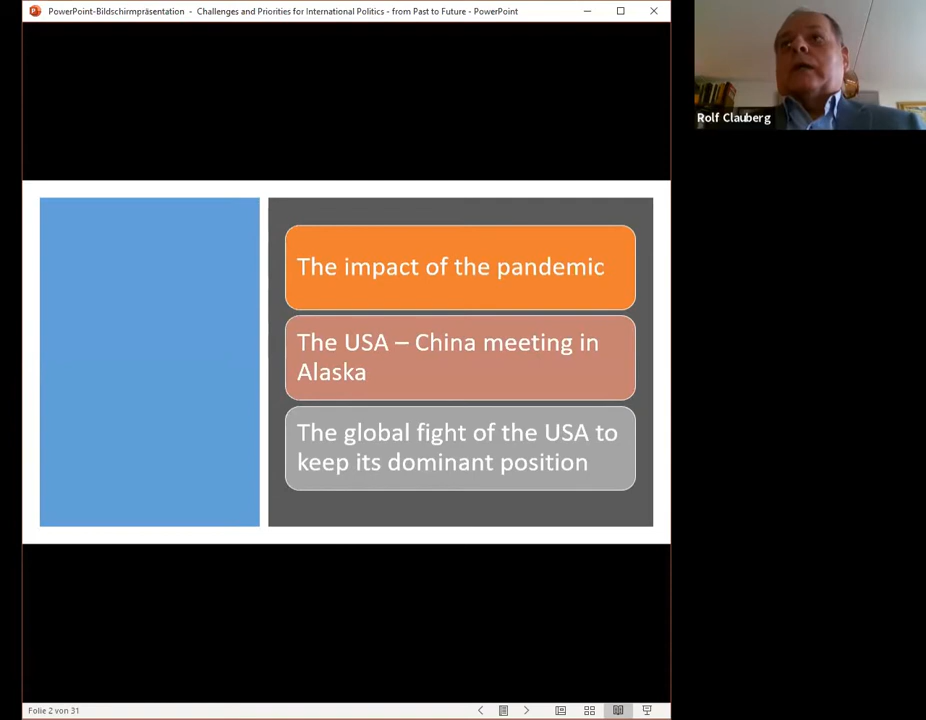 PowerPoint-Bildschirmpräsentation - Challenges and Priorities for International Politics - from Past to Future - PowerPoint
Rolf Clauberg
The impact of the pandemic
The USA – China meeting in
Alaska
The global fight of the USA to
keep its dominant position
Folie 2 von 31